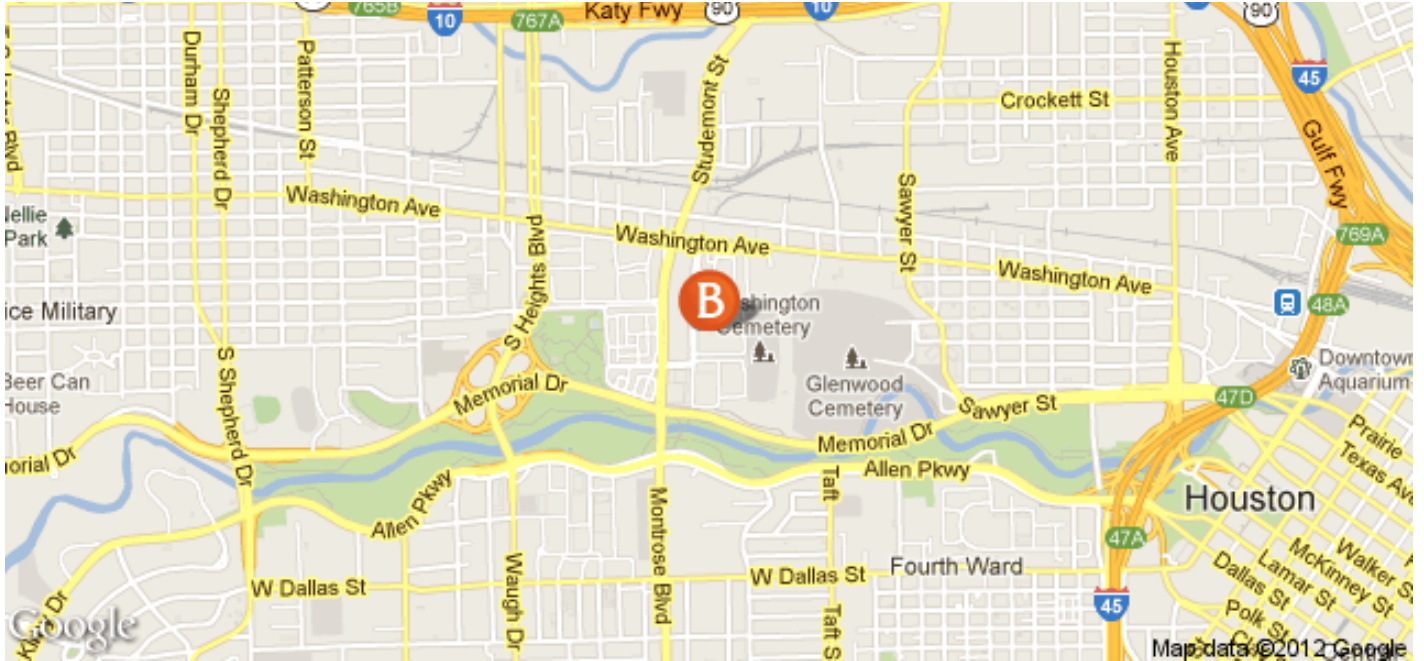 765B
10
767A
Katy Fwy
90
10
90
Durham Dr
Shepherd Dr
Patterson St
Studemont St
Crockett St
Houston Ave
45
Gulf Fwy
Blvd
Washington Ave
Sawyer St
Nellie
Park
S Heights Blvd
Washington Ave
Washington Ave
769A
48A
B
ashington
Cemetery
ice Military
S Shepherd Dr
Beer Can
House
Memorial Dr
Glenwood
Cemetery
Sawyer St
47D
Downtown
Aquarium
Prairie
Texas Ave
morial Dr
Memorial Dr
Allen Pkwy
Allen Pkwy
Taft
Houston
Montrose Blvd
Waugh Dr
47A
W Dallas St
W Dallas St
Fourth Ward
Taft S
45
Walker St
McKinney St
Lamar St
Dallas St
Polk St
Google
Map data ©2012 Google